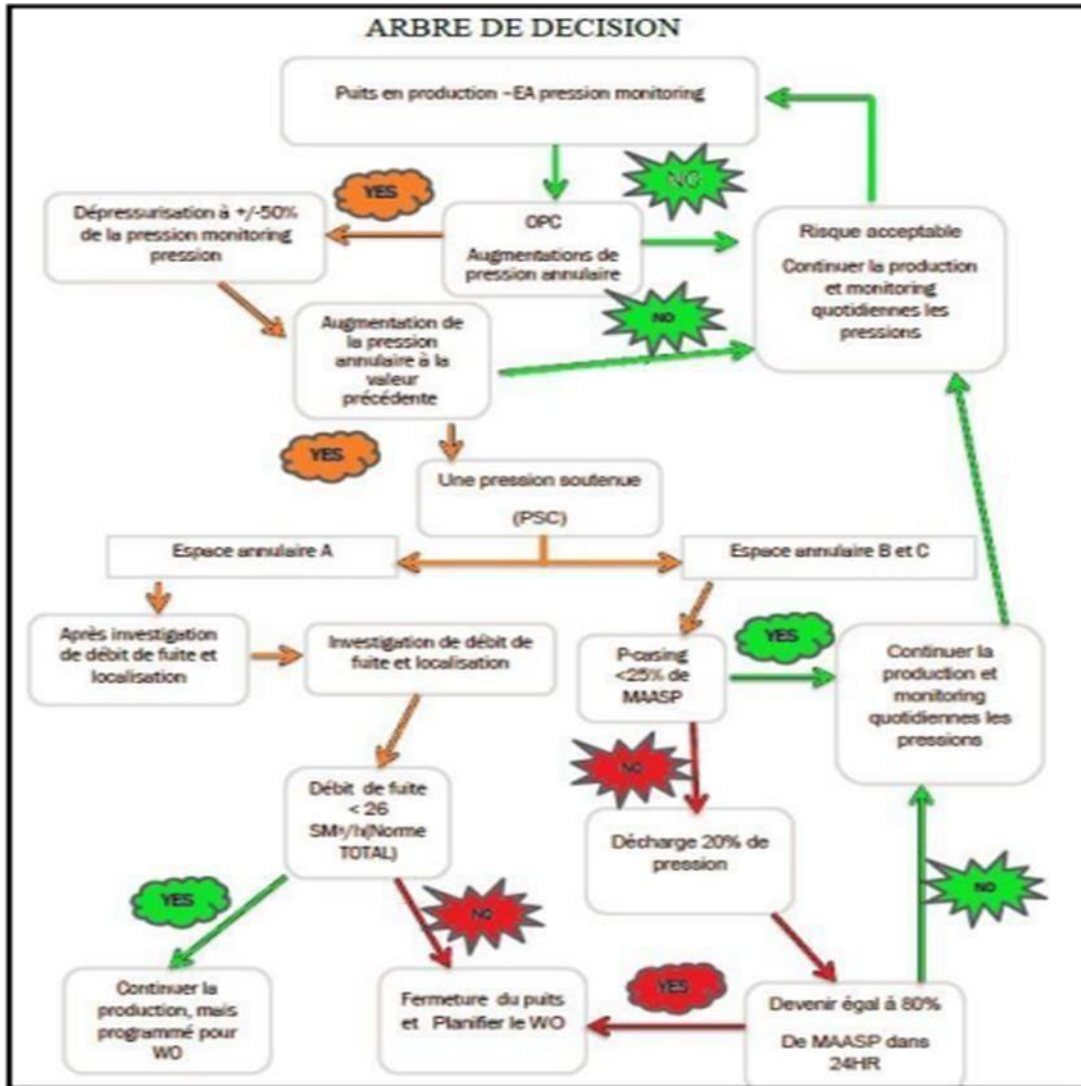 ARBRE DE DECISION
Puits en production –EA pression monitoring
NO
YES
Dépressurisation à +/-50%
de la pression monitoring
pression
OPC
Augmentations de
pression annulaire
Risque acceptable
Continuer la production
et monitoring
quotidiennes les
pressions
NO
Augmentation de
la pression
annulaire à la
valeur
précédente
YES
Une pression soutenue
(PSC)
Espace annulaire A
Espace annulaire B et C
Après investigation
de débit de fuite et
localisation
Investigation de débit de
fuite et localisation
P-casing
<25% de
MAASP
YES
Continuer la
production et
monitoring
quotidiennes les
pressions
NO
Débit de fuite
< 26
SM³/h(Norme
TOTAL)
Décharge 20% de
pression
YES
NO
NO
Continuer la
production, mais
programmé pour
WO
Fermeture du puits
et Planifier le WO
YES
Devenir égal à 80%
De MAASP dans
24HR